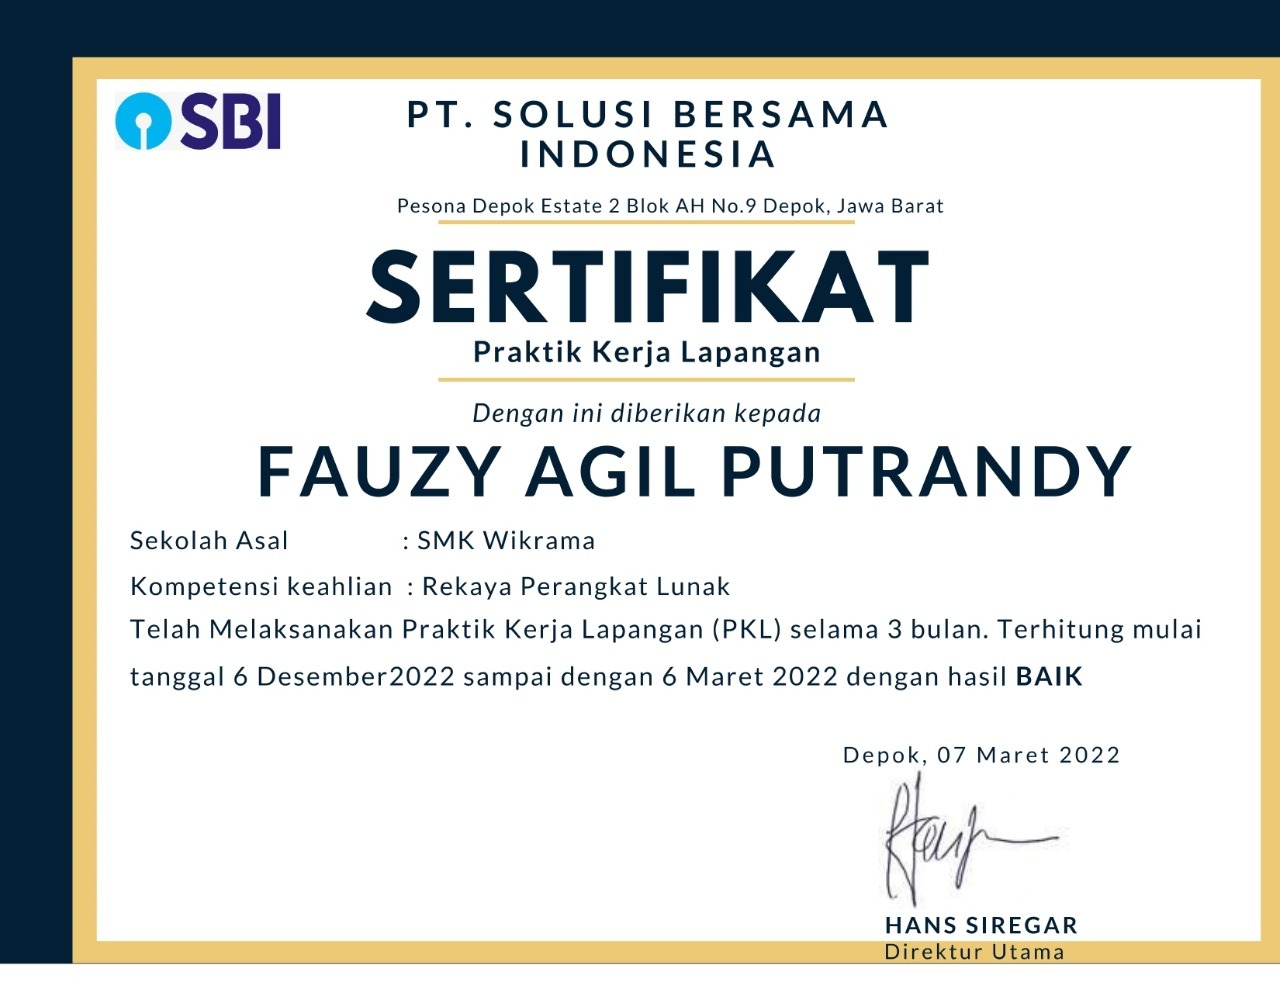 SBI
PT. SOLUSI BERSAMA
INDONESIA
Pesona Depok Estate 2 Blok AH No.9 Depok, Jawa Barat
SERTIFIKAT
Praktik Kerja Lapangan
Dengan ini diberikan kepada
FAUZY AGIL PUTRANDY
Sekolah Asal : SMK Wikrama
Kompetensi keahlian : Rekaya Perangkat Lunak
Telah Melaksanakan Praktik Kerja Lapangan (PKL) selama 3 bulan. Terhitung mulai
tanggal 6 Desember2022 sampai dengan 6 Maret 2022 dengan hasil BAIK
Depok, 07 Maret 2022
HANS SIREGAR
Direktur Utama